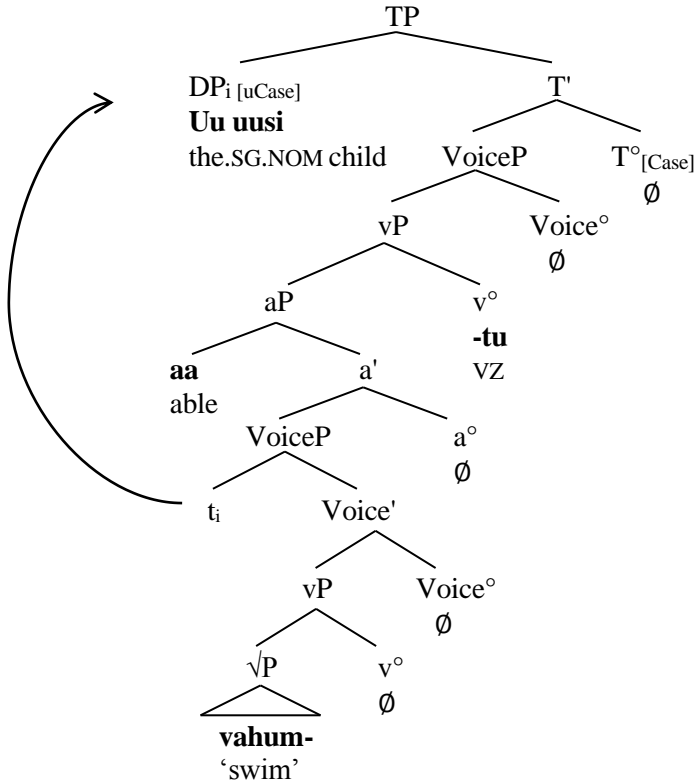 TP
DPi [uCase] T'
Uu uusi
the.SG.NOM child VoiceP T°[Case]
∅
vP Voice°
∅
aP v°
-tu
aa a' VZ
able
VoiceP a°
∅
ti Voice'
vP Voice°
∅
√P v°
∅
vahum-
‘swim’